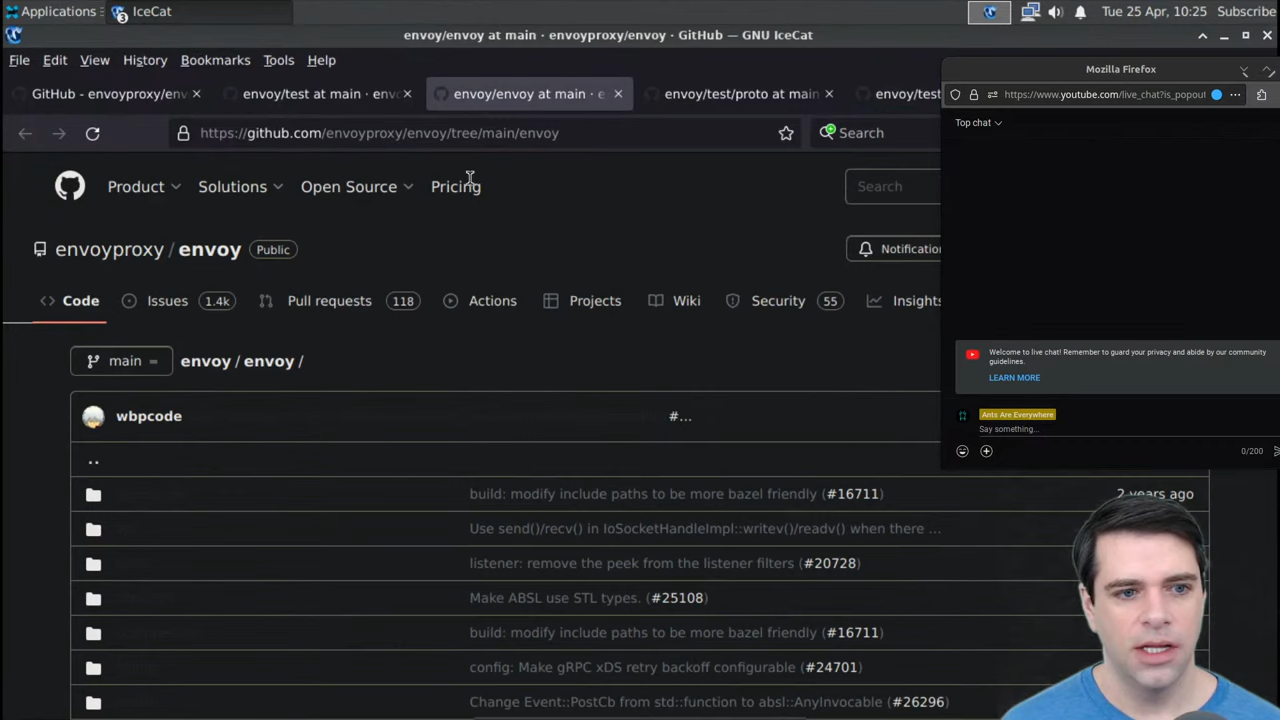 Applications
3 IceCat
Tue 25 Apr, 10:25 Subscribe
envoy/envoy at main · envoyproxy/envoy · GitHub — GNU IceCat
File Edit View History Bookmarks Tools Help
GitHub - envoyproxy/env
envoy/test at main · envo
envoy/envoy at main · e
envoy/test/proto at main
envoy/test
https://github.com/envoyproxy/envoy/tree/main/envoy
Search
Product Solutions Open Source Pricing
Search
envoyproxy / envoy Public
Notification
Code Issues 1.4k Pull requests 118 Actions Projects Wiki Security 55 Insights
main envoy / envoy /
wbpcode #...
..
build: modify include paths to be more bazel friendly (#16711) 2 years ago
Use send()/recv() in IoSocketHandleImpl::writev()/readv() when there ...
listener: remove the peek from the listener filters (#20728)
Make ABSL use STL types. (#25108)
build: modify include paths to be more bazel friendly (#16711)
config: Make gRPC xDS retry backoff configurable (#24701)
Change Event::PostCb from std::function to absl::AnyInvocable (#26296)
Mozilla Firefox
https://www.youtube.com/live_chat?is_popout
Top chat
Welcome to live chat! Remember to guard your privacy and abide by our community
guidelines.
LEARN MORE
Ants Are Everywhere
Say something...
0/200